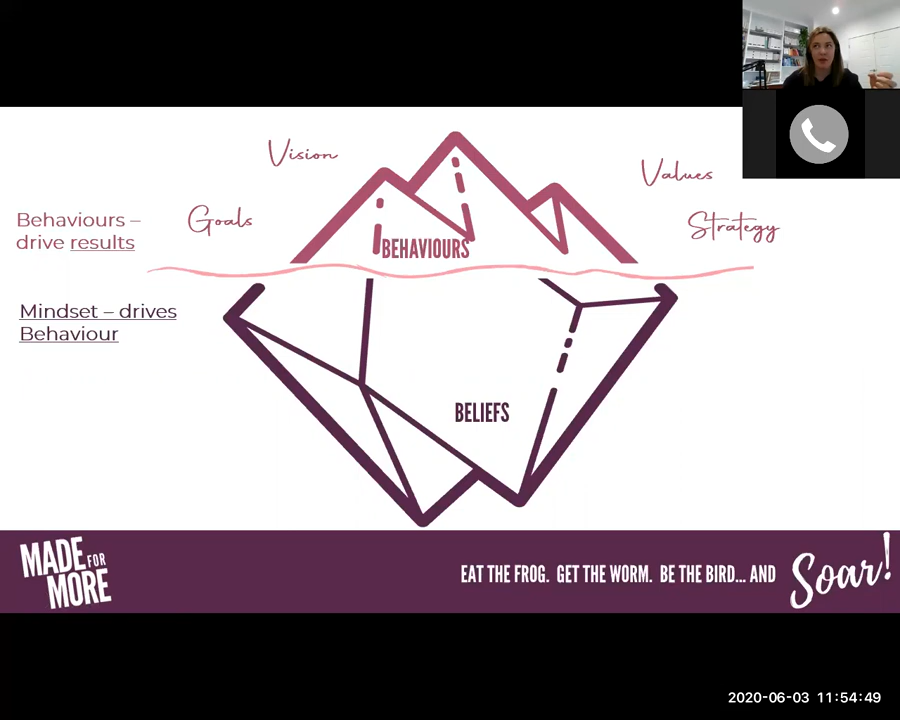 Vision
Values
Behaviours –
drive results
Goals
Strategy
BEHAVIOURS
Mindset – drives
Behaviour
BELIEFS
MADE FOR
MORE
EAT THE FROG. GET THE WORM. BE THE BIRD... AND
Soar!
2020-06-03 11:54:49